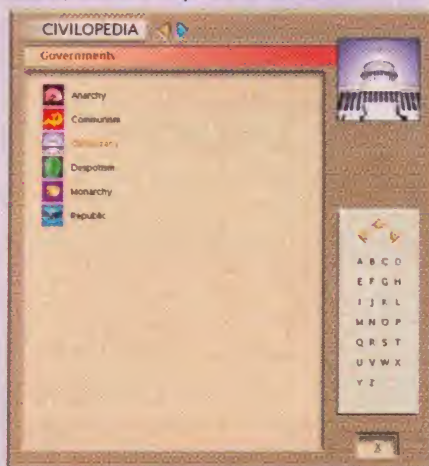 CIVILOPEDIA
Governments
Anarchy
Communism
Democracy
Despotism
Monarchy
Republic
A B C D
E F G H
I J K L
M N O P
Q R S T
U V W X
Y Z